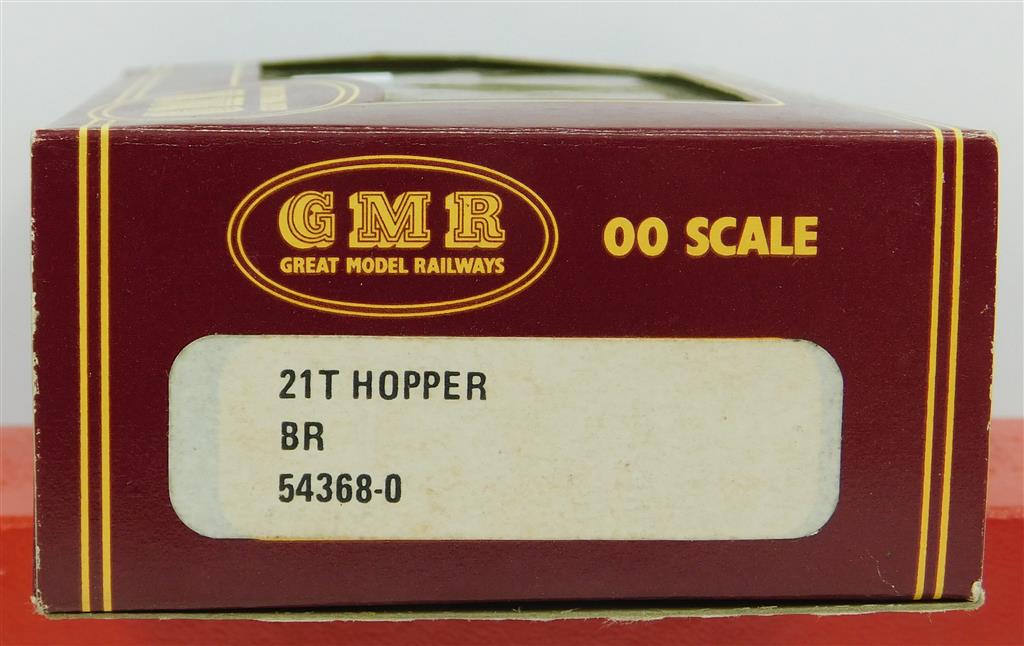 GMR
GREAT MODEL RAILWAYS
00 SCALE
21T HOPPER
BR
54368-0